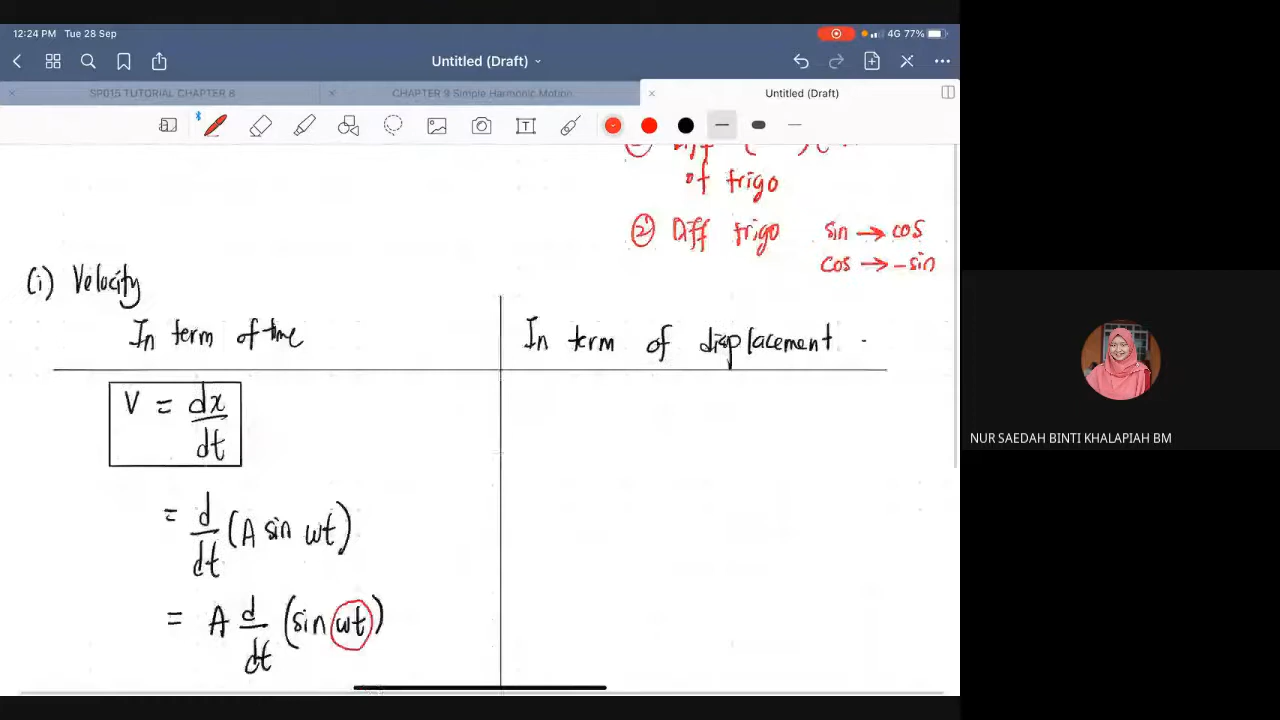 12:24 PM Tue 28 Sep
4G 77%
Untitled (Draft)
SP015 TUTORIAL CHAPTER 8
CHAPTER 9 Simple Harmonic Motion
Untitled (Draft)
of trigo
② Diff trigo sin → cos
cos → -sin
(i) Velocity
In term of time
In term of displacement
V = dx/dt
= d/dt (A sin ωt)
= A d/dt (sin ωt)
NUR SAEDAH BINTI KHALAPIAH BM